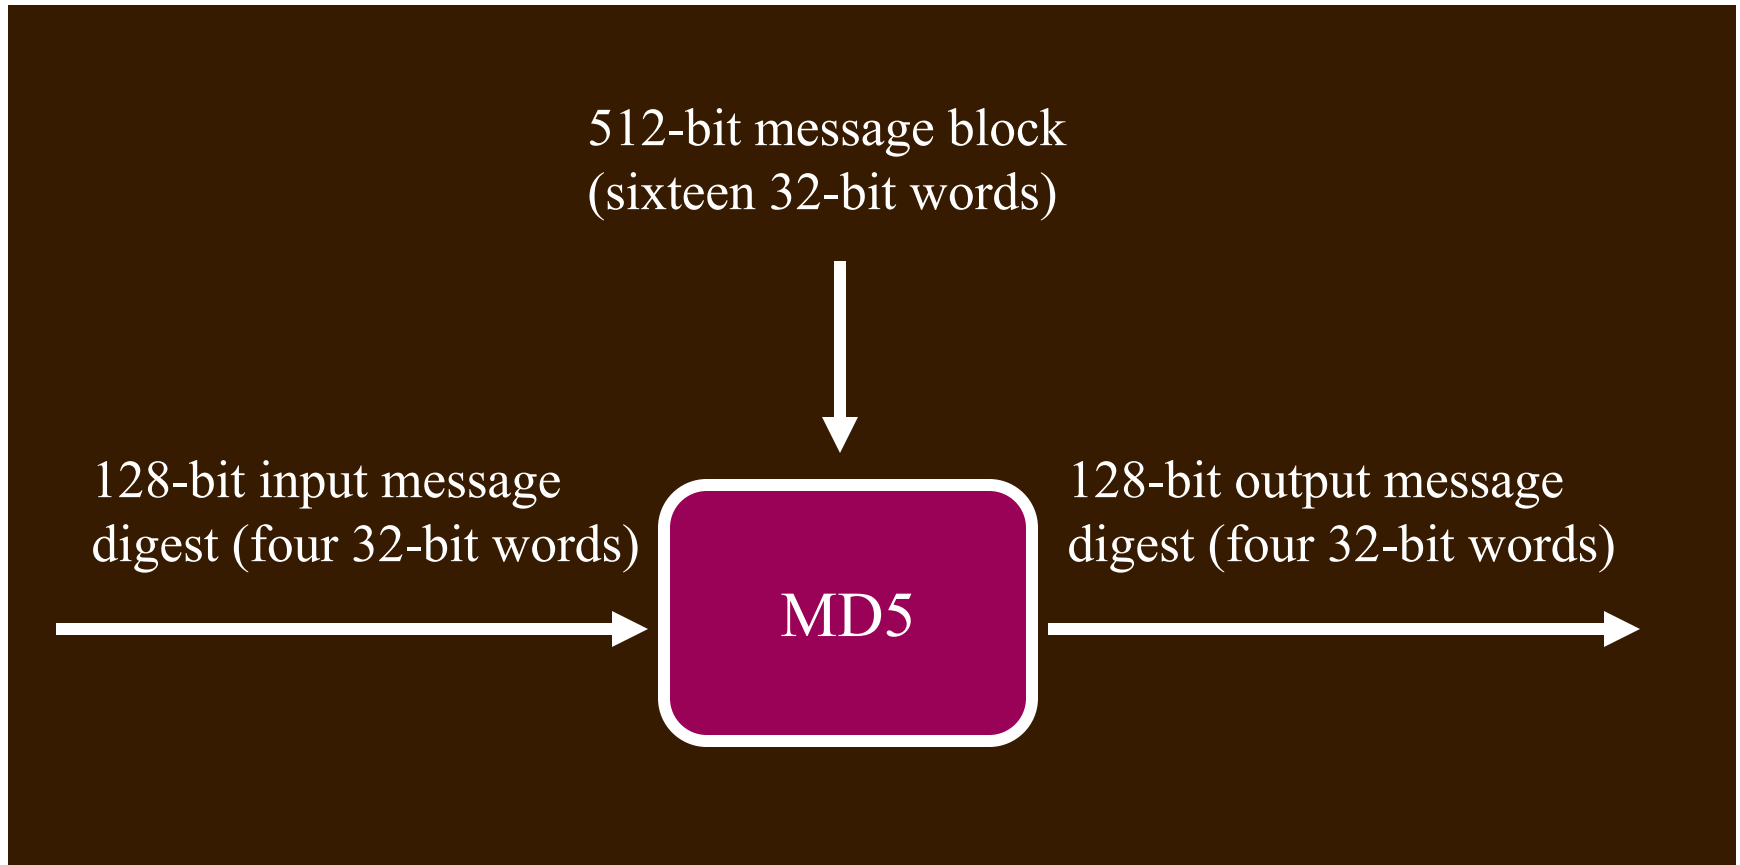 512-bit message block
(sixteen 32-bit words)
128-bit input message
digest (four 32-bit words)
128-bit output message
digest (four 32-bit words)
MD5